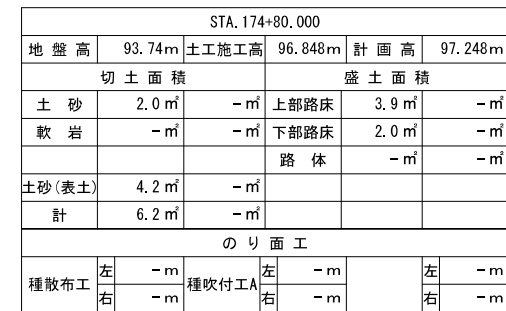 STA.174+80.000
地盤高 93.74m 土工施工高 96.848m 計画高 97.248m
切土面積 盛土面積
土砂 2.0㎡ －㎡ 上部路床 3.9㎡ －㎡
軟岩 －㎡ －㎡ 下部路床 2.0㎡ －㎡
路体 －㎡ －㎡
土砂(表土) 4.2㎡ －㎡
計 6.2㎡ －㎡
のり面工
種散布工 左 －m 種吹付工A 左 －m 左 －m
右 －m 右 －m 右 －m